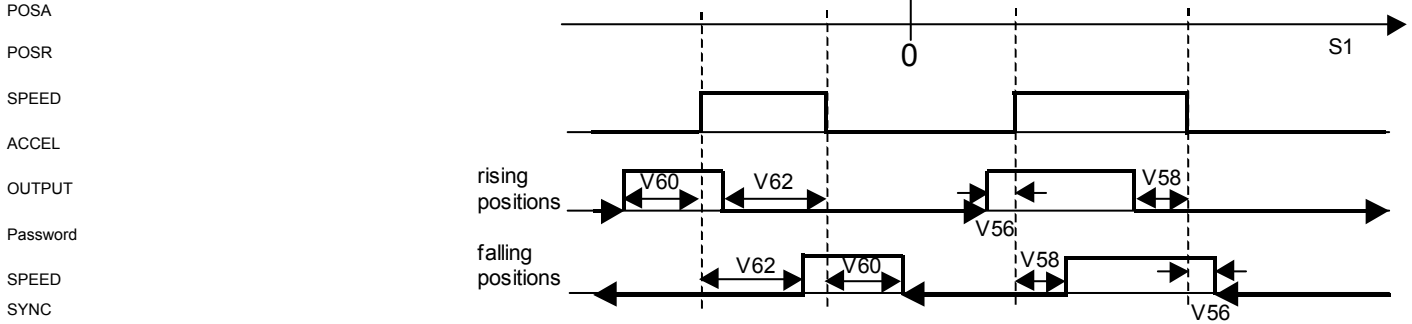 POSA
POSR
SPEED
ACCEL
OUTPUT
Password
SPEED
SYNC
0
S1
rising
positions
V60
V62
V56
V58
falling
positions
V62
V60
V58
V56